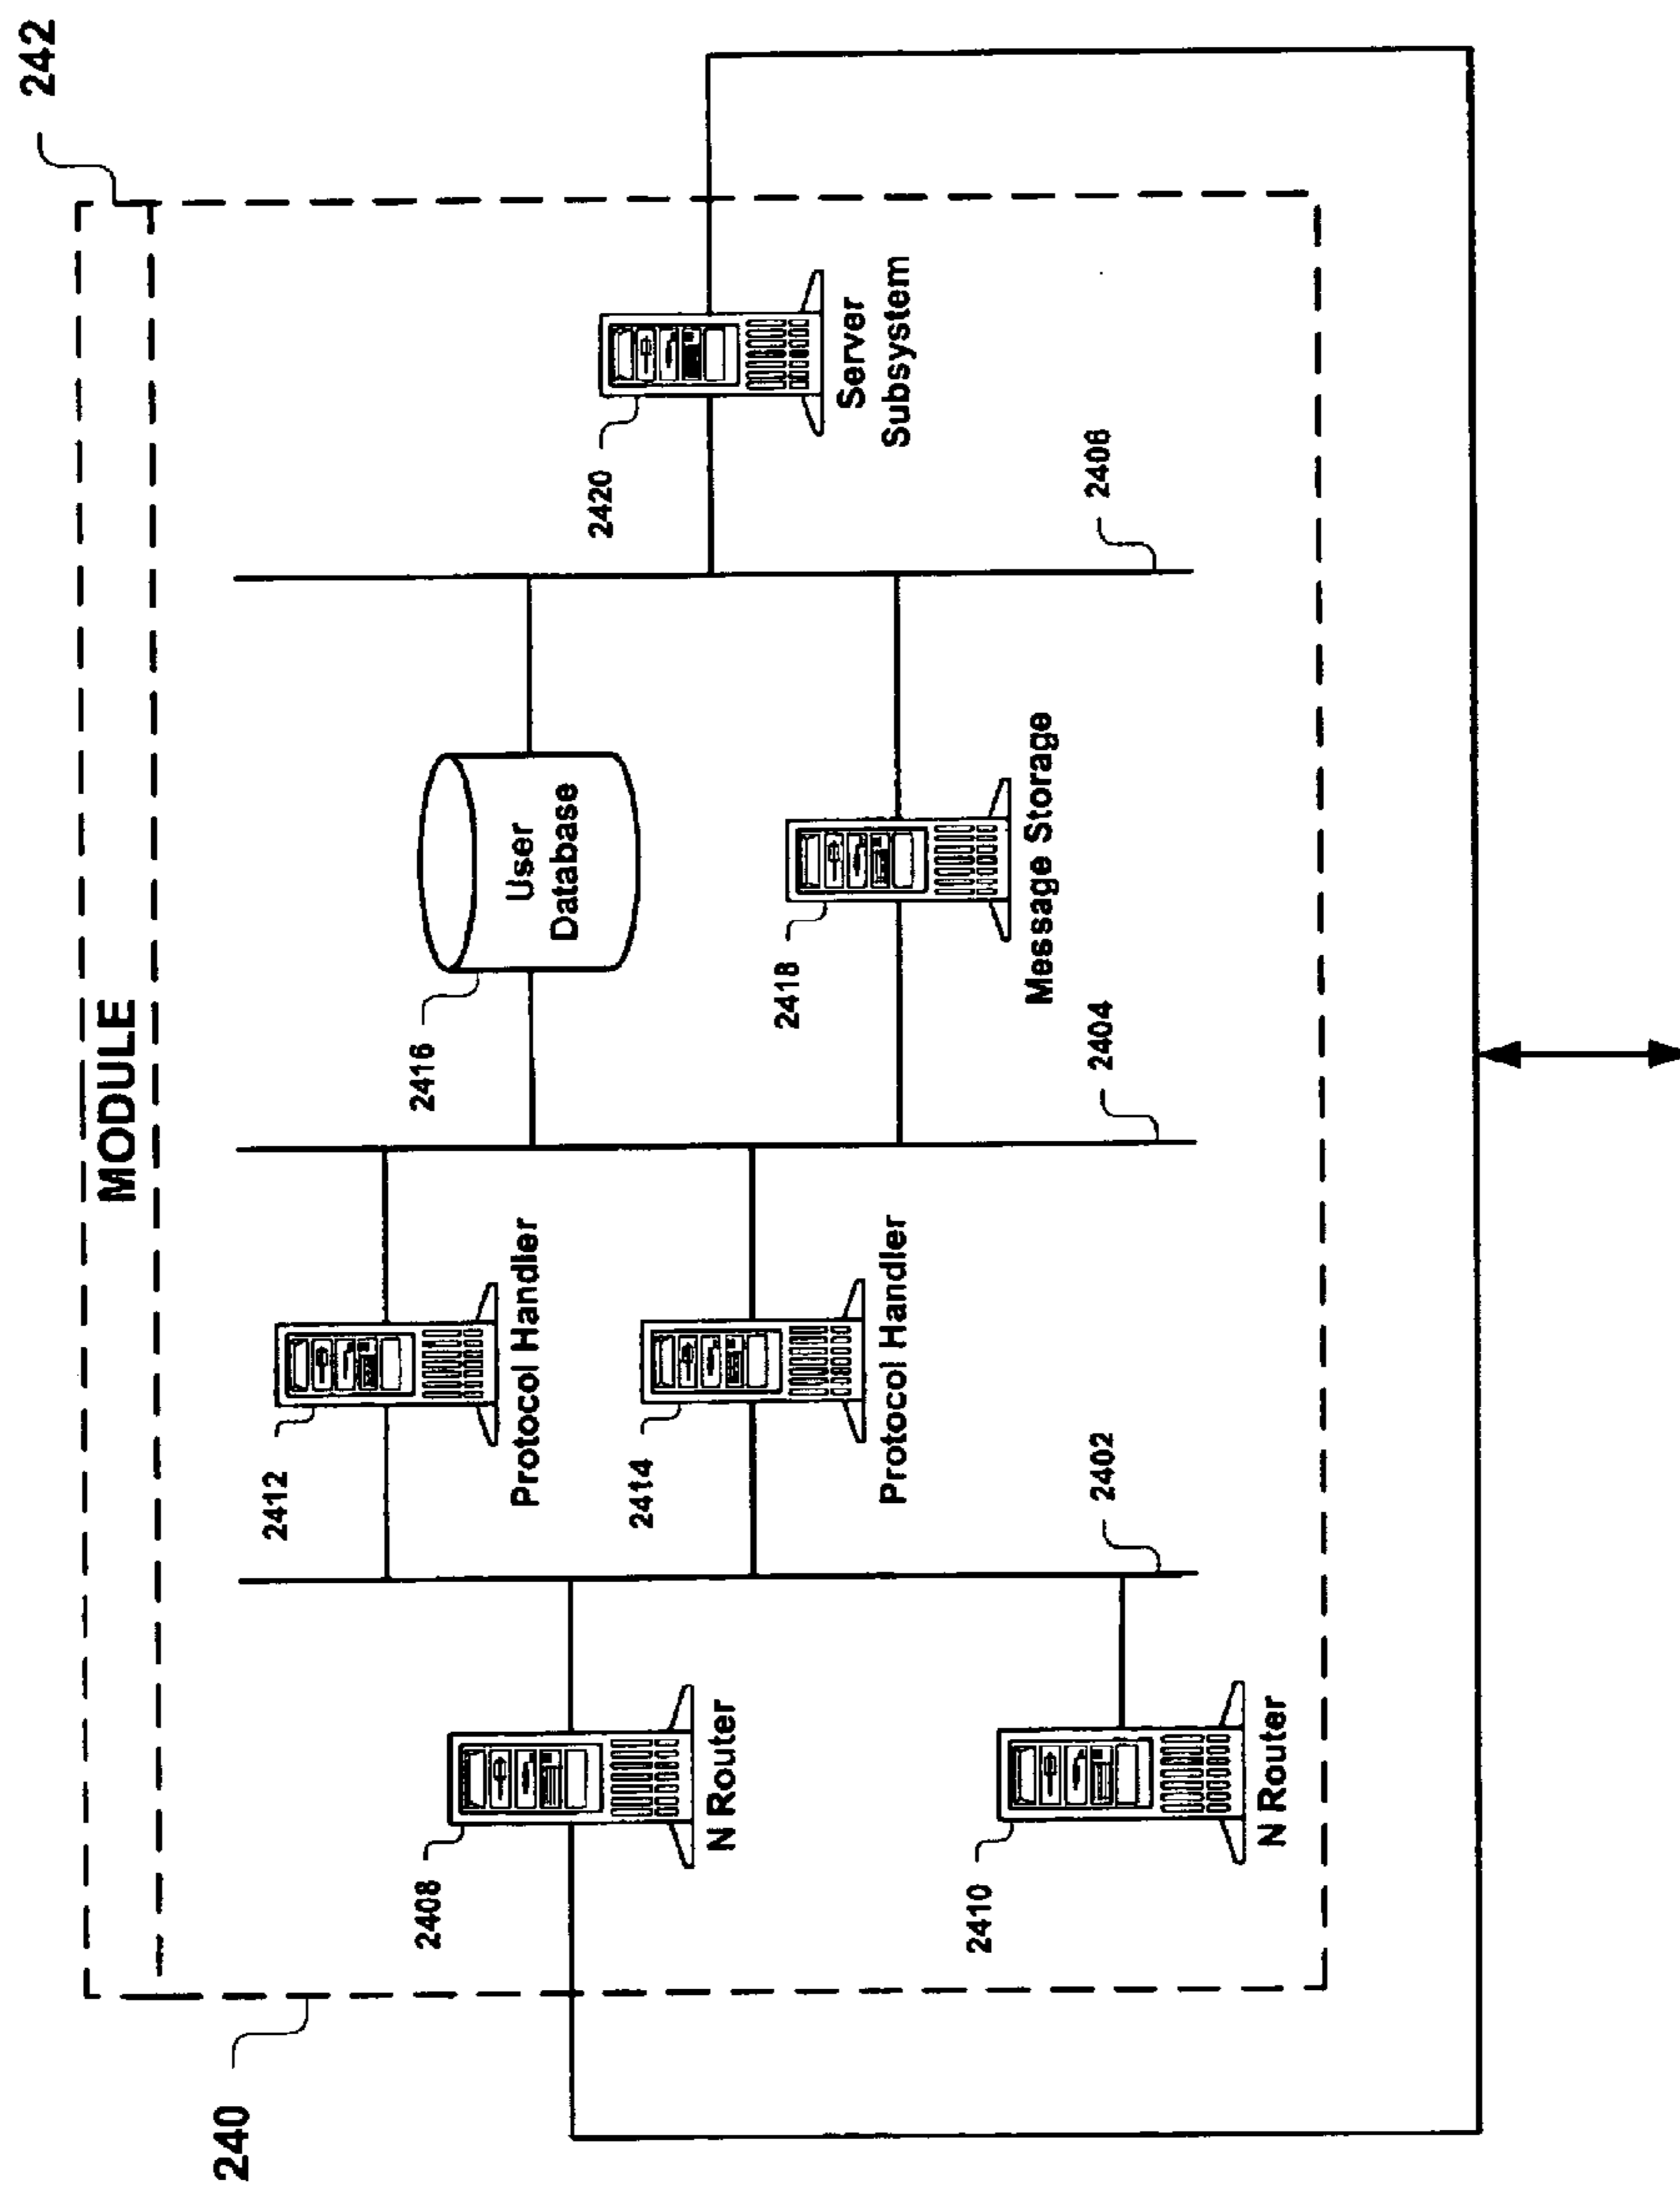 242
MODULE
240
2412
2408
2416
Protocol Handler
User
Database
2420
2414
N Router
2418
Server
Subsystem
Protocol Handler
2410
Message Storage
2402
2404
2406
N Router